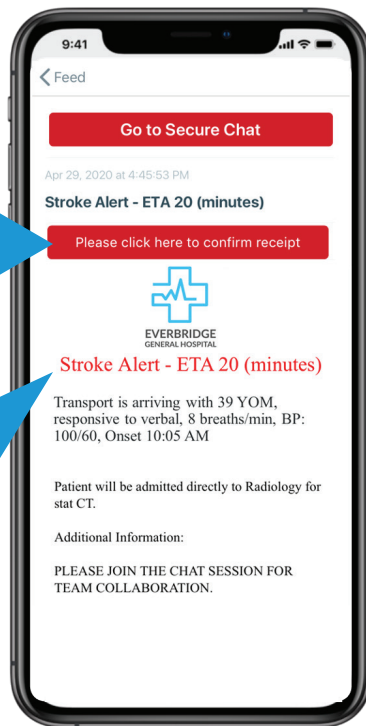 9:41
Feed
Go to Secure Chat
Apr 29, 2020 at 4:45:53 PM
Stroke Alert - ETA 20 (minutes)
Please click here to confirm receipt
EVERBRIDGE
GENERAL HOSPITAL
Stroke Alert - ETA 20 (minutes)
Transport is arriving with 39 YOM,
responsive to verbal, 8 breaths/min, BP:
100/60, Onset 10:05 AM
Patient will be admitted directly to Radiology for
stat CT.
Additional Information:
PLEASE JOIN THE CHAT SESSION FOR
TEAM COLLABORATION.